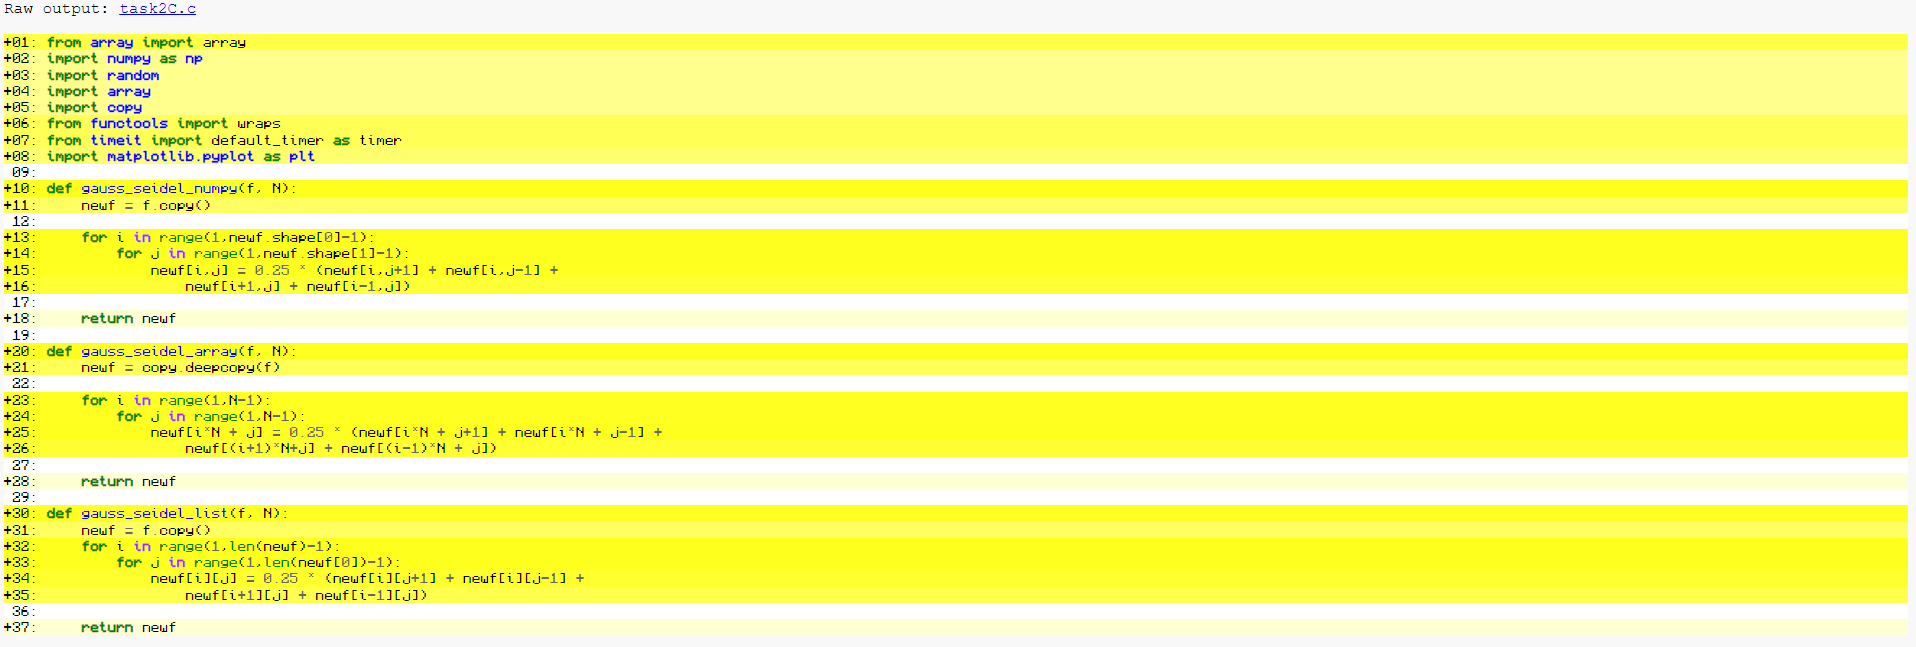 Raw output: task2C.c
+01: from array import array
+02: import numpy as np
+03: import random
+04: import array
+05: import copy
+06: from functools import wraps
+07: from timeit import default_timer as timer
+08: import matplotlib.pyplot as plt
 09:
+10: def gauss_seidel_numpy(f, N):
+11:     newf = f.copy()
 12:
+13:     for i in range(1,newf.shape[0]-1):
+14:         for j in range(1,newf.shape[1]-1):
+15:             newf[i,j] = 0.25 * (newf[i,j+1] + newf[i,j-1] +
+16:                 newf[i+1,j] + newf[i-1,j])
 17:
+18:     return newf
 19:
+20: def gauss_seidel_array(f, N):
+21:     newf = copy.deepcopy(f)
 22:
+23:     for i in range(1,N-1):
+24:         for j in range(1,N-1):
+25:             newf[i*N + j] = 0.25 * (newf[i*N + j+1] + newf[i*N + j-1] +
+26:                 newf[(i+1)*N+j] + newf[(i-1)*N + j])
 27:
+28:     return newf
 29:
+30: def gauss_seidel_list(f, N):
+31:     newf = f.copy()
+32:     for i in range(1,len(newf)-1):
+33:         for j in range(1,len(newf[0])-1):
+34:             newf[i][j] = 0.25 * (newf[i][j+1] + newf[i][j-1] +
+35:                 newf[i+1][j] + newf[i-1][j])
 36:
+37:     return newf